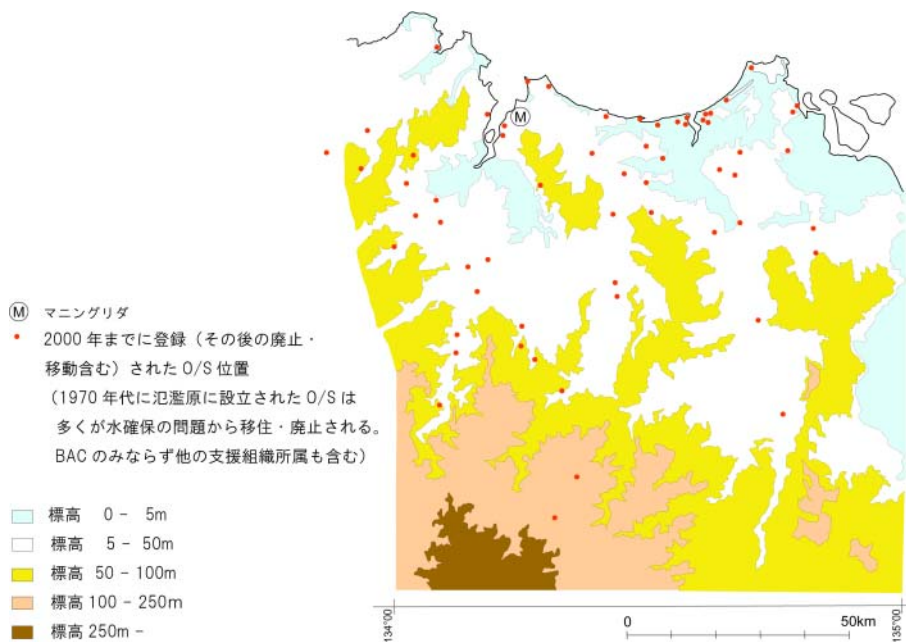 M
M マニングリダ
2000 年までに登録（その後の廃止・
移動含む）された O/S 位置
（1970 年代に氾濫原に設立された O/S は
多くが水確保の問題から移住・廃止される。
BAC のみならず他の支援組織所属も含む）
標高 0 - 5m
標高 5 - 50m
標高 50 - 100m
標高 100 - 250m
標高 250m -
134°00
0 50km
135°00